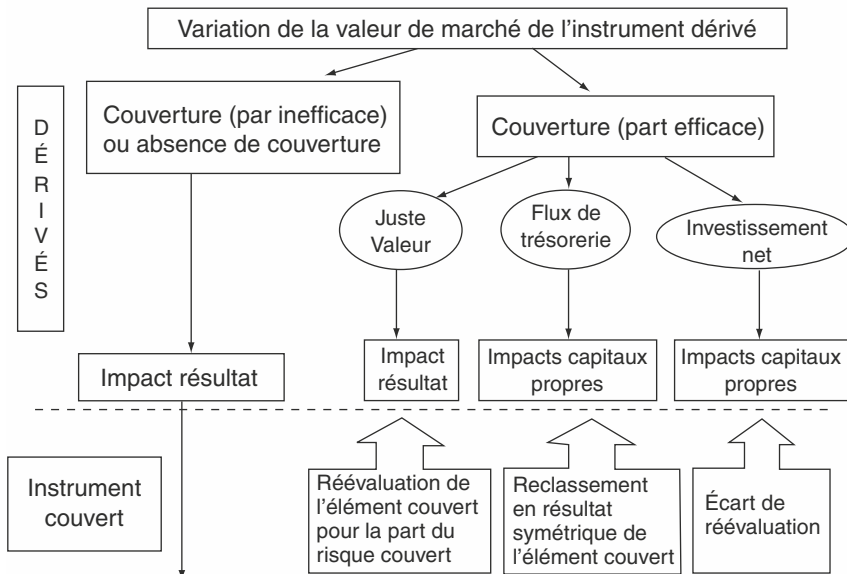 Variation de la valeur de marché de l'instrument dérivé
DÉRIVÉS
Couverture (par inefficace)
ou absence de couverture
Couverture (part efficace)
Juste
Valeur
Flux de
trésorerie
Investissement
net
Impact résultat
Impact
résultat
Impacts capitaux
propres
Impacts capitaux
propres
Instrument
couvert
Réévaluation de
l'élément couvert
pour la part du
risque couvert
Reclassement
en résultat
symétrique de
l'élément couvert
Écart de
réévaluation